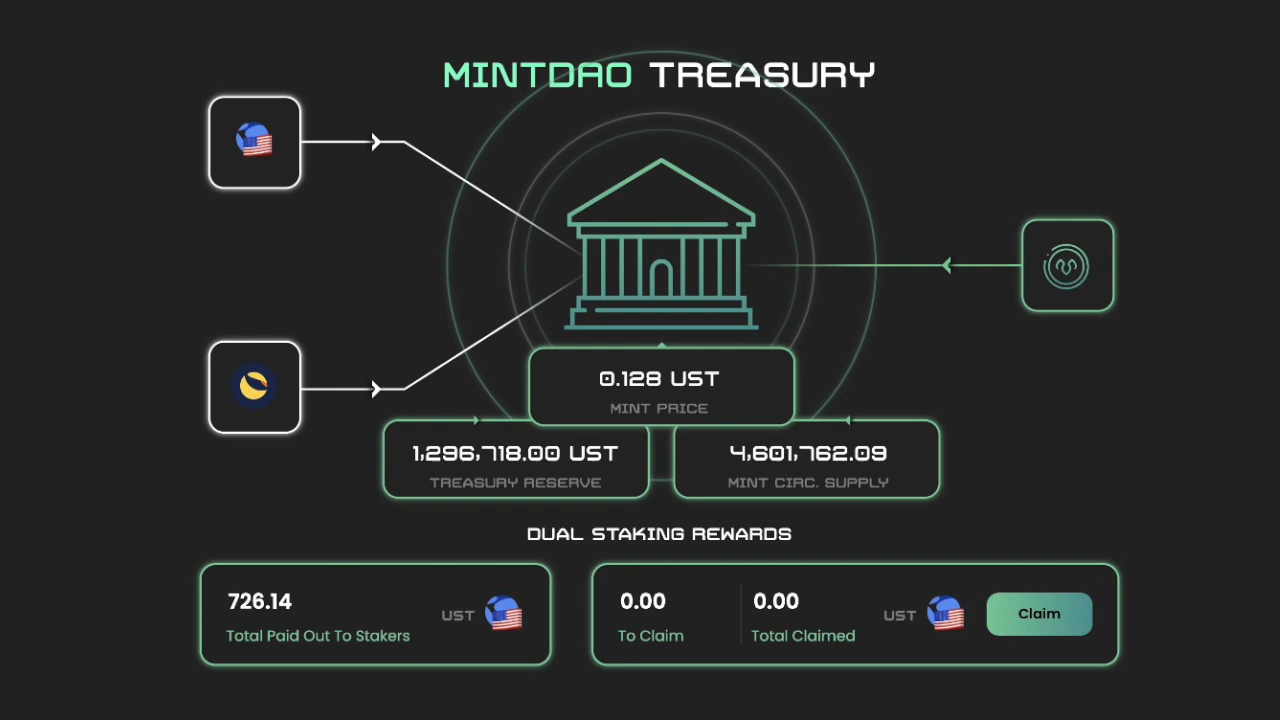 MINTDAO TREASURY
0.128 UST
MINT PRICE
1,296,718.00 UST
TREASURY RESERVE
4,601,762.09
MINT CIRC. SUPPLY
DUAL STAKING REWARDS
726.14
Total Paid Out To Stakers
UST
0.00
To Claim
0.00
Total Claimed
UST
Claim